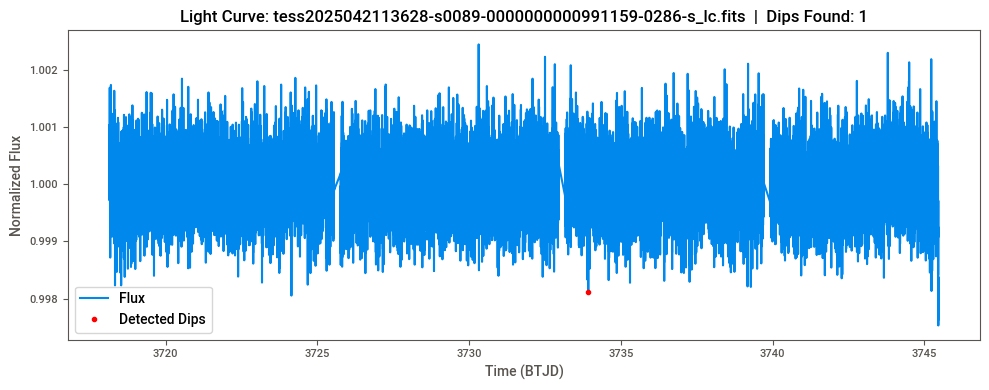 Light Curve: tess2025042113628-s0089-0000000000991159-0286-s_lc.fits | Dips Found: 1
Normalized Flux
1.002
1.001
1.000
0.999
0.998
Flux
Detected Dips
3720 3725 3730 3735 3740 3745
Time (BTJD)